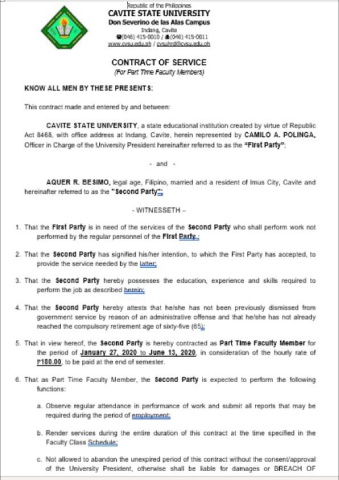 Republic of the Philippines
CAVITE STATE UNIVERSITY
Don Severino de las Alas Campus
Indang, Cavite
☎(046) 415-0010 / (046) 415-0011
www.cvsu.edu.ph /
CONTRACT OF SERVICE
(For Part Time Faculty Members)
KNOW ALL MEN BY THESE PRESENTS:
This contract made and entered by and between:
CAVITE STATE UNIVERSITY, a state educational institution created by virtue of Republic
Act 8468, with office address at Indang, Cavite, herein represented by CAMILO A. POLINGA,
Officer in Charge of the University President hereinafter referred to as the "First Party".
- and -
AQUER R. BESIMO, legal age, Filipino, married and a resident of Imus City, Cavite and
hereinafter referred to as the "Second Party";
- WITNESSETH –
1. That the First Party is in need of the services of the Second Party who shall perform work not
performed by the regular personnel of the First Party.;
2. That the Second Party has signified his/her intention, to which the First Party has accepted, to
provide the service needed by the latter;
3. That the Second Party hereby possesses the education, experience and skills required to
perform the job as described herein;
4. That the Second Party hereby attests that he/she has not been previously dismissed from
government service by reason of an administrative offense and that he/she has not already
reached the compulsory retirement age of sixty-five (65);
5. That in view hereof, the Second Party is hereby contracted as Part Time Faculty Member for
the period of January 27, 2020 to June 13, 2020, in consideration of the hourly rate of
₱180.00, to be paid at the end of semester.
6. That as Part Time Faculty Member, the Second Party is expected to perform the following
functions:
a. Observe regular attendance in performance of work and submit all reports that may be
required during the period of employment;
b. Render services during the entire duration of this contract at the time specified in the
Faculty Class Schedule;
c. Not allowed to abandon the unexpired period of this contract without the consent/approval
of the University President, otherwise shall be liable for damages or BREACH OF